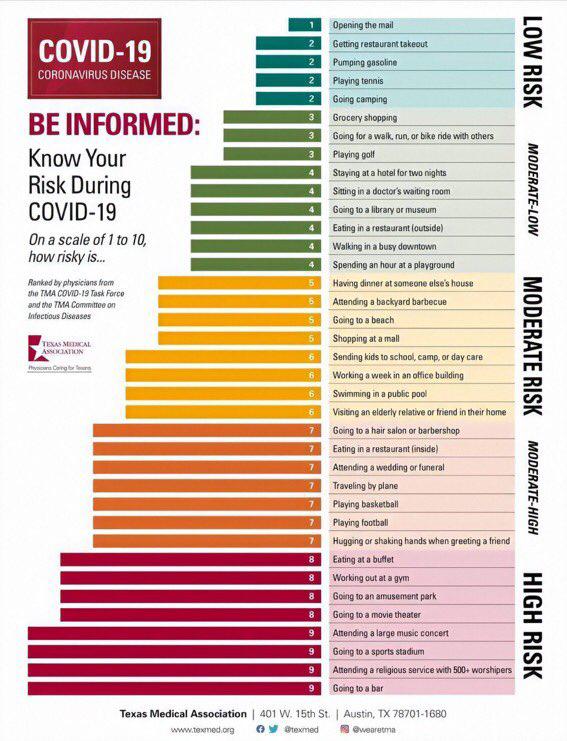 COVID-19
CORONAVIRUS DISEASE
BE INFORMED:
Know Your
Risk During
COVID-19
On a scale of 1 to 10,
how risky is...
Ranked by physicians from
the TMA COVID-19 Task Force
and the TMA Committee on
Infectious Diseases
TEXAS MEDICAL
ASSOCIATION
Physicians Caring for Texans
1 Opening the mail
2 Getting restaurant takeout
2 Pumping gasoline
2 Playing tennis
2 Going camping
3 Grocery shopping
3 Going for a walk, run, or bike ride with others
3 Playing golf
4 Staying at a hotel for two nights
4 Sitting in a doctor's waiting room
4 Going to a library or museum
4 Eating in a restaurant (outside)
4 Walking in a busy downtown
4 Spending an hour at a playground
5 Having dinner at someone else's house
5 Attending a backyard barbecue
5 Going to a beach
5 Shopping at a mall
6 Sending kids to school, camp, or day care
6 Working a week in an office building
6 Swimming in a public pool
6 Visiting an elderly relative or friend in their home
7 Going to a hair salon or barbershop
7 Eating in a restaurant (inside)
7 Attending a wedding or funeral
7 Traveling by plane
7 Playing basketball
7 Playing football
7 Hugging or shaking hands when greeting a friend
8 Eating at a buffet
8 Working out at a gym
8 Going to an amusement park
8 Going to a movie theater
9 Attending a large music concert
9 Going to a sports stadium
9 Attending a religious service with 500+ worshipers
9 Going to a bar
LOW RISK
MODERATE-LOW
MODERATE RISK
MODERATE-HIGH
HIGH RISK
Texas Medical Association | 401 W. 15th St. | Austin, TX 78701-1680
www.texmed.org @texmed @wearetma